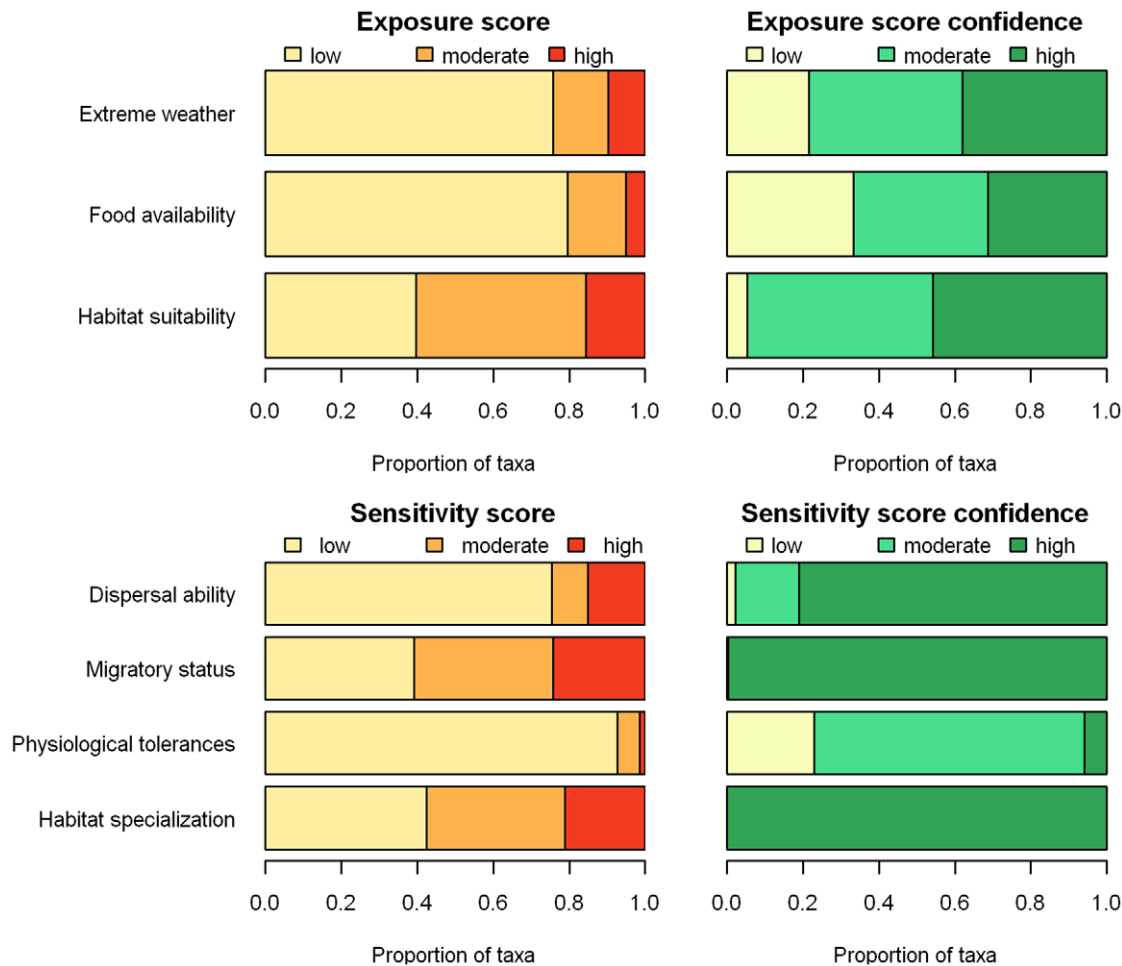 Exposure score
Exposure score confidence
low moderate high
low moderate high
Extreme weather
Food availability
Habitat suitability
0.0 0.2 0.4 0.6 0.8 1.0
0.0 0.2 0.4 0.6 0.8 1.0
Proportion of taxa
Proportion of taxa
Sensitivity score
Sensitivity score confidence
low moderate high
low moderate high
Dispersal ability
Migratory status
Physiological tolerances
Habitat specialization
0.0 0.2 0.4 0.6 0.8 1.0
0.0 0.2 0.4 0.6 0.8 1.0
Proportion of taxa
Proportion of taxa